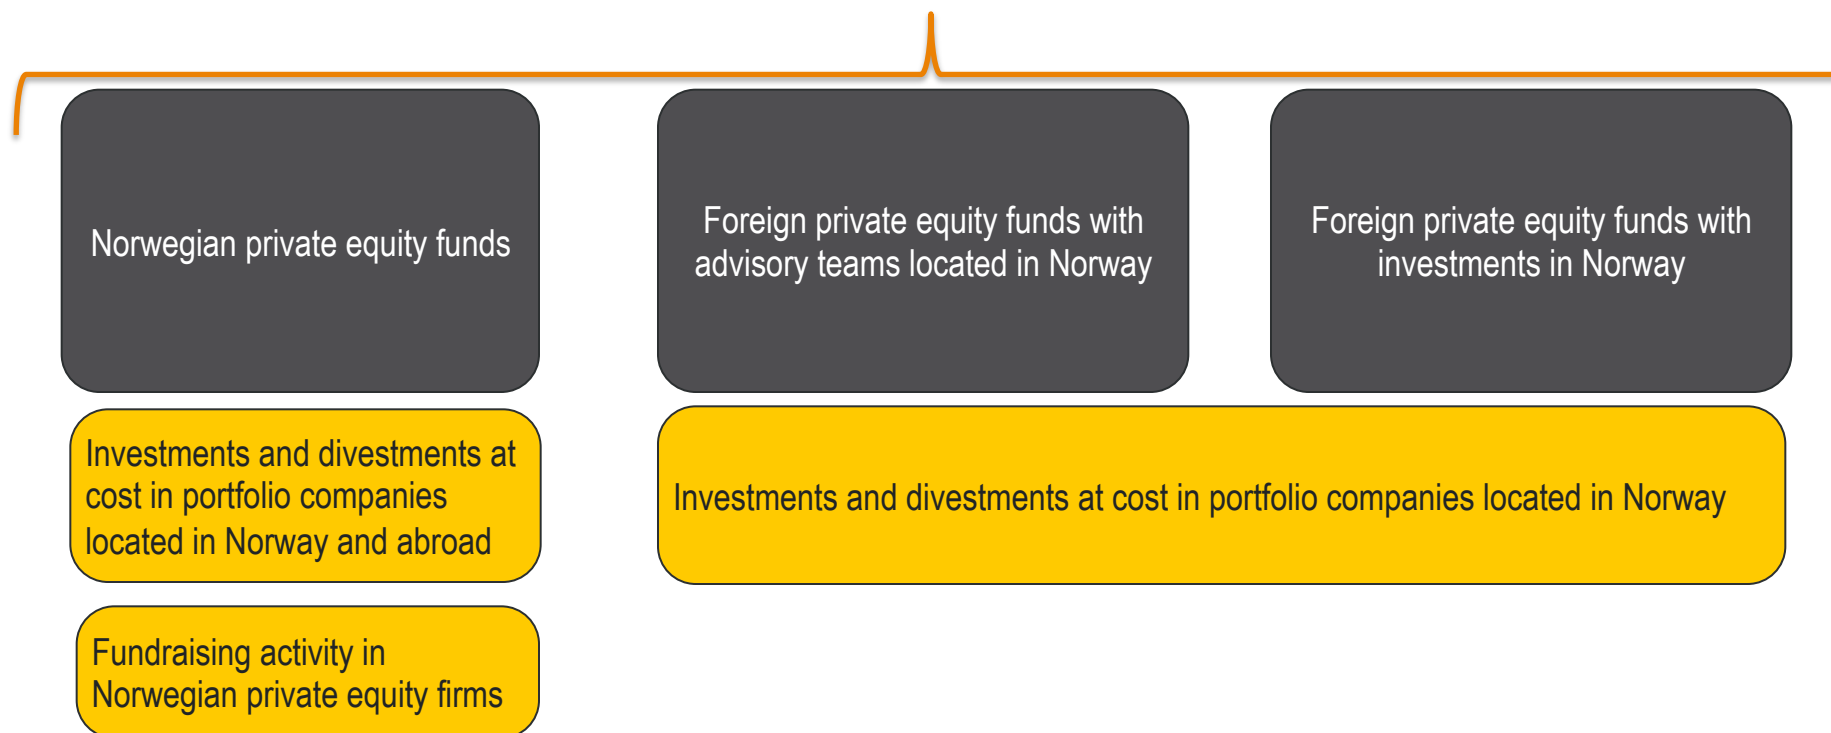 Norwegian private equity funds
Foreign private equity funds with
advisory teams located in Norway
Foreign private equity funds with
investments in Norway
Investments and divestments at
cost in portfolio companies
located in Norway and abroad
Investments and divestments at cost in portfolio companies located in Norway
Fundraising activity in
Norwegian private equity firms